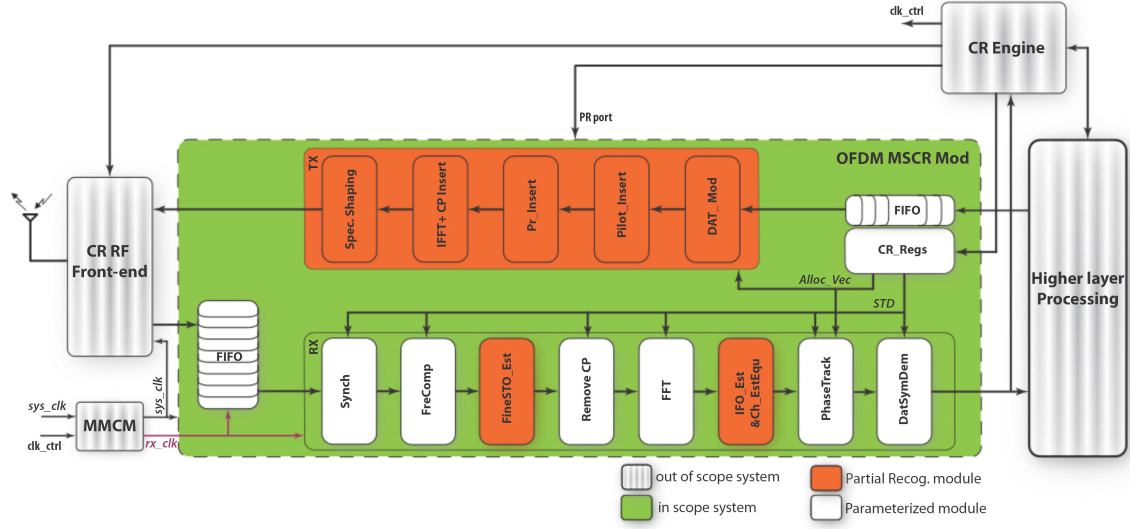 clk_ctrl
CR Engine
PR port
OFDM MSCR Mod
TX
Spec. Shaping
IFFT+ CP Insert
Pr_Insert
Pilot_Insert
DAT_ Mod
FIFO
CR_Regs
CR RF
Front-end
Higher layer
Processing
Alloc_Vec
STD
FIFO
RX
Synch
FreComp
FineSTO_Est
Remove CP
FFT
IFO_Est
&Ch_EstEqu
PhaseTrack
DatSymDem
sys_clk
sys_clk
MMCM
clk_ctrl
rx_clk
out of scope system
Partial Recog. module
in scope system
Parameterized module